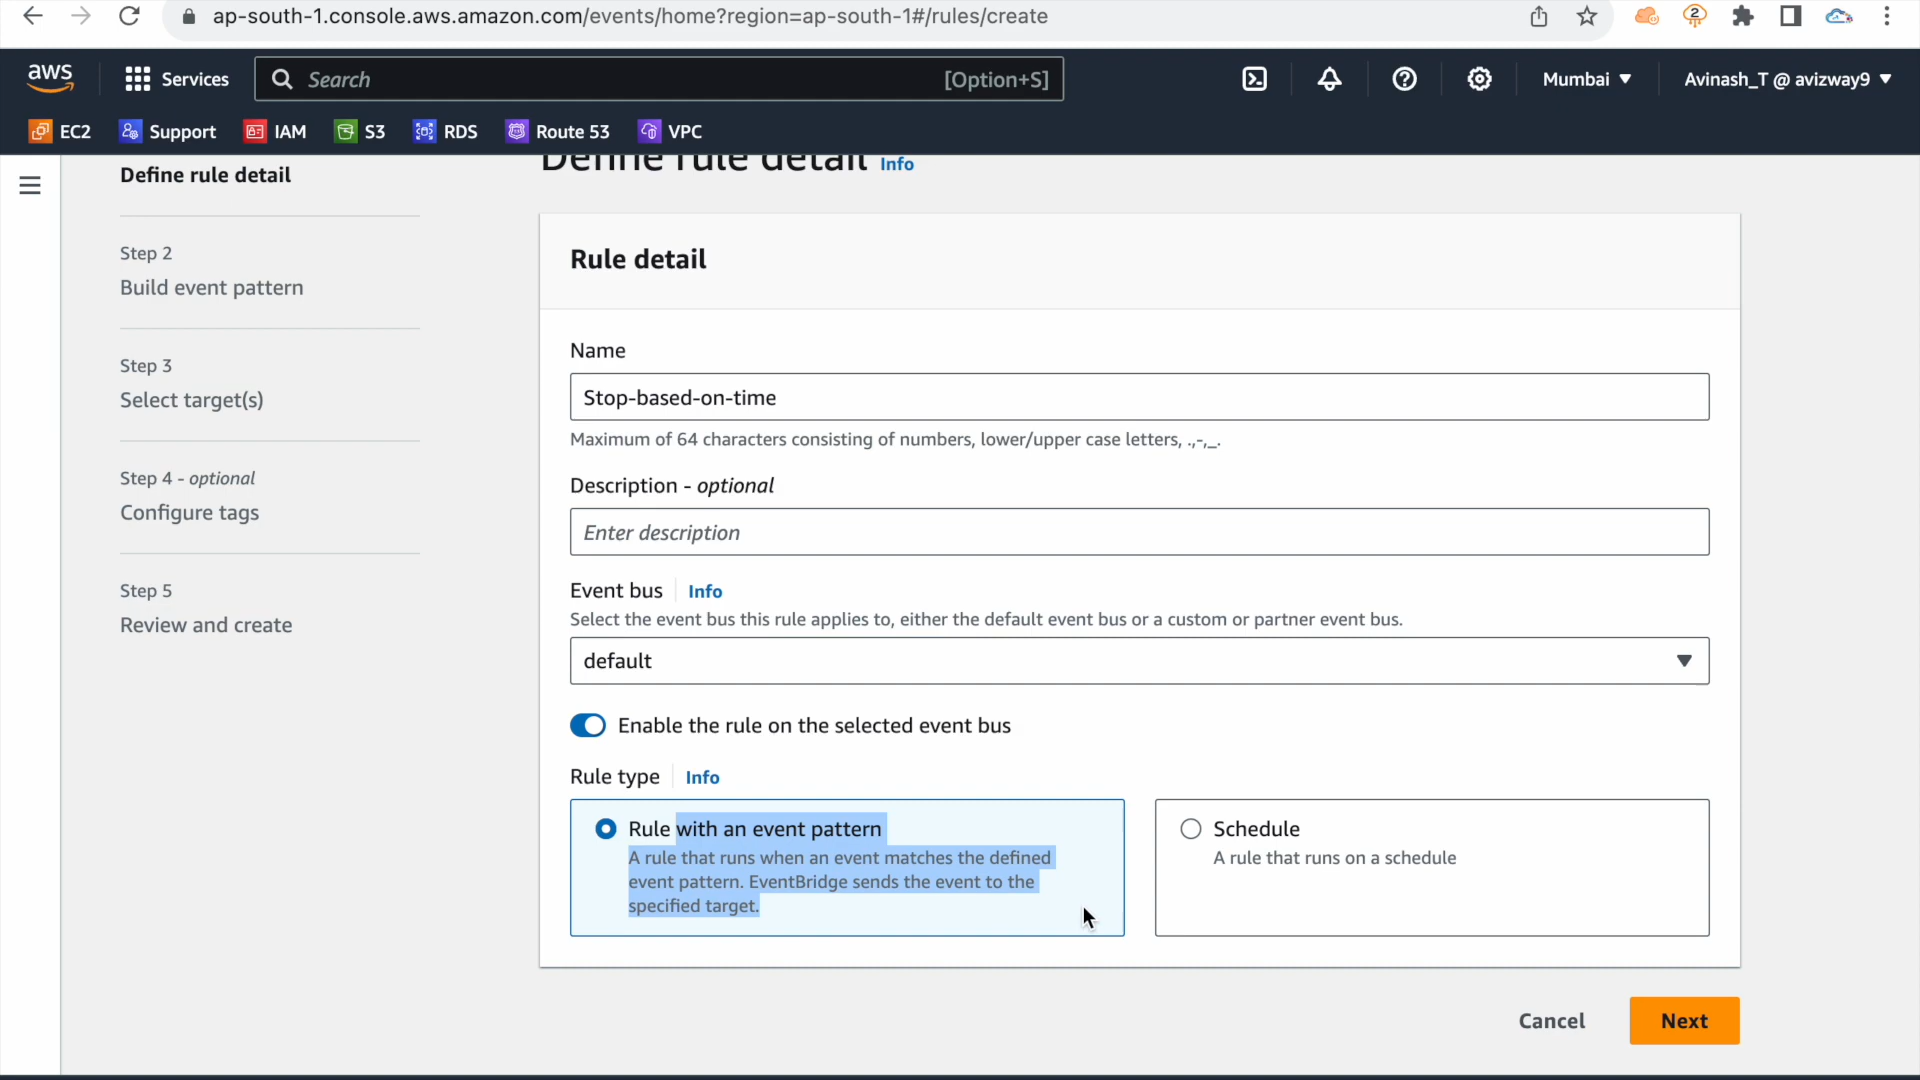 ap-south-1.console.aws.amazon.com/events/home?region=ap-south-1#/rules/create
2
aws
Services
Search
[Option+S]
Mumbai ▼
Avinash_T @ avizway9 ▼
EC2
Support
IAM
S3
RDS
Route 53
VPC
Define rule detail
Step 2
Build event pattern
Step 3
Select target(s)
Step 4 - optional
Configure tags
Step 5
Review and create
Define rule detail Info
Rule detail
Name
Stop-based-on-time
Maximum of 64 characters consisting of numbers, lower/upper case letters, .,-,_.
Description - optional
Enter description
Event bus Info
Select the event bus this rule applies to, either the default event bus or a custom or partner event bus.
default
Enable the rule on the selected event bus
Rule type Info
Rule with an event pattern
A rule that runs when an event matches the defined
event pattern. EventBridge sends the event to the
specified target.
Schedule
A rule that runs on a schedule
Cancel
Next